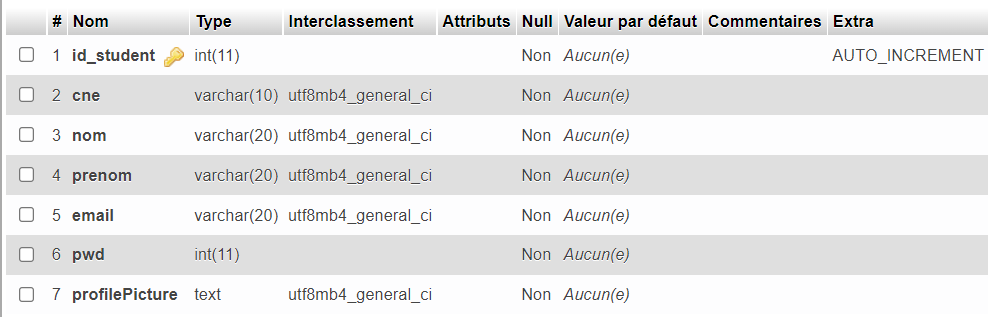 # Nom Type Interclassement Attributs Null Valeur par défaut Commentaires Extra
1 id_student int(11) Non Aucun(e) AUTO_INCREMENT
2 cne varchar(10) utf8mb4_general_ci Non Aucun(e)
3 nom varchar(20) utf8mb4_general_ci Non Aucun(e)
4 prenom varchar(20) utf8mb4_general_ci Non Aucun(e)
5 email varchar(20) utf8mb4_general_ci Non Aucun(e)
6 pwd int(11) Non Aucun(e)
7 profilePicture text utf8mb4_general_ci Non Aucun(e)